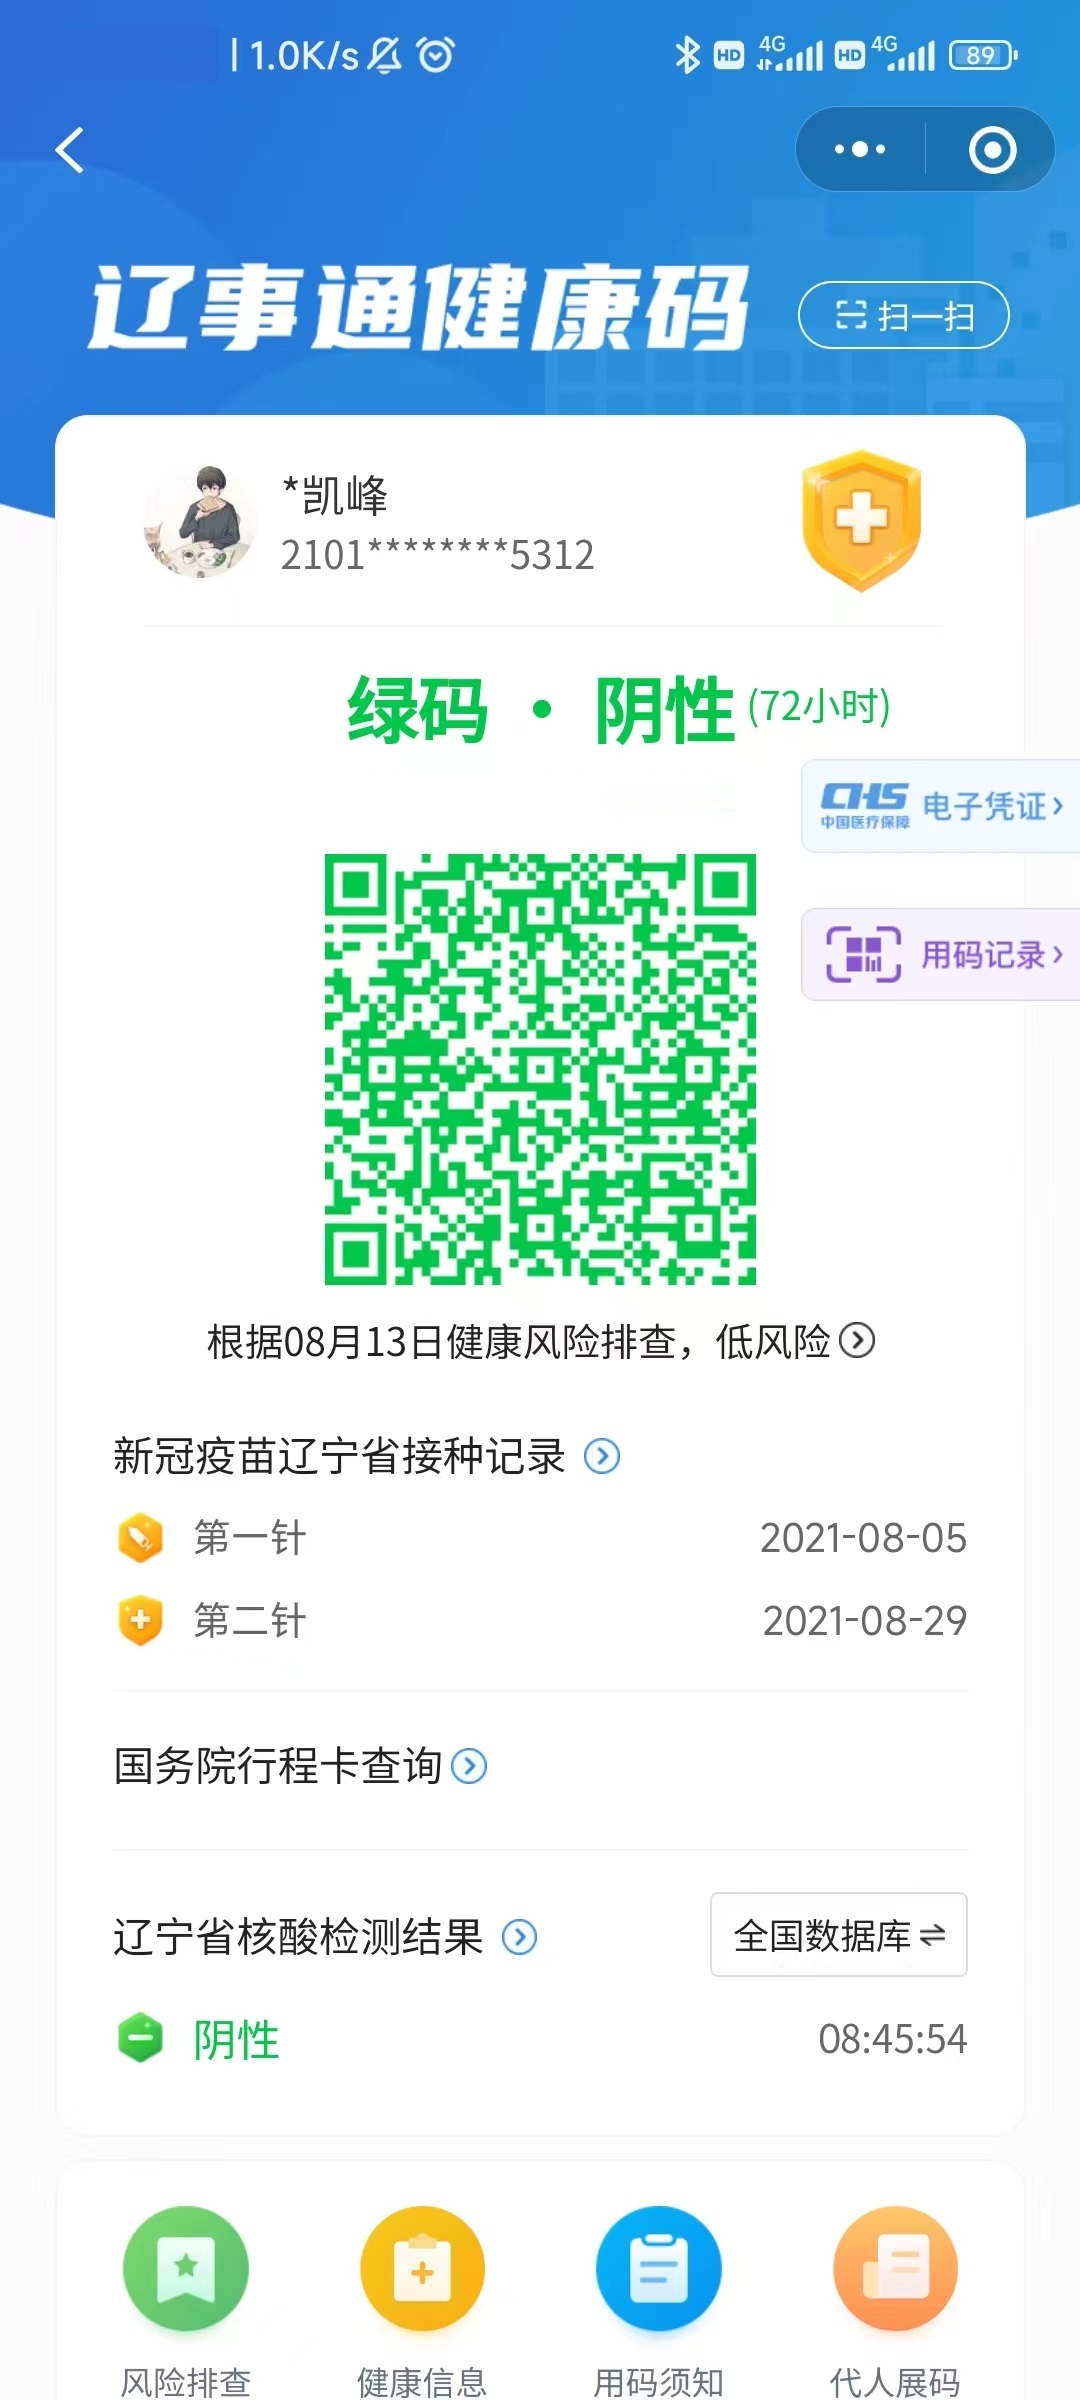 | 1.0K/s HD 4G HD 4G 89
辽事通健康码
扫一扫
*凯峰
2101********5312
绿码 · 阴性 (72小时)
CHS 中国医疗保障 电子凭证
用码记录
根据08月13日健康风险排查，低风险
新冠疫苗辽宁省接种记录
第一针 2021-08-05
第二针 2021-08-29
国务院行程卡查询
辽宁省核酸检测结果 全国数据库
阴性 08:45:54
风险排查 健康信息 用码须知 代人展码